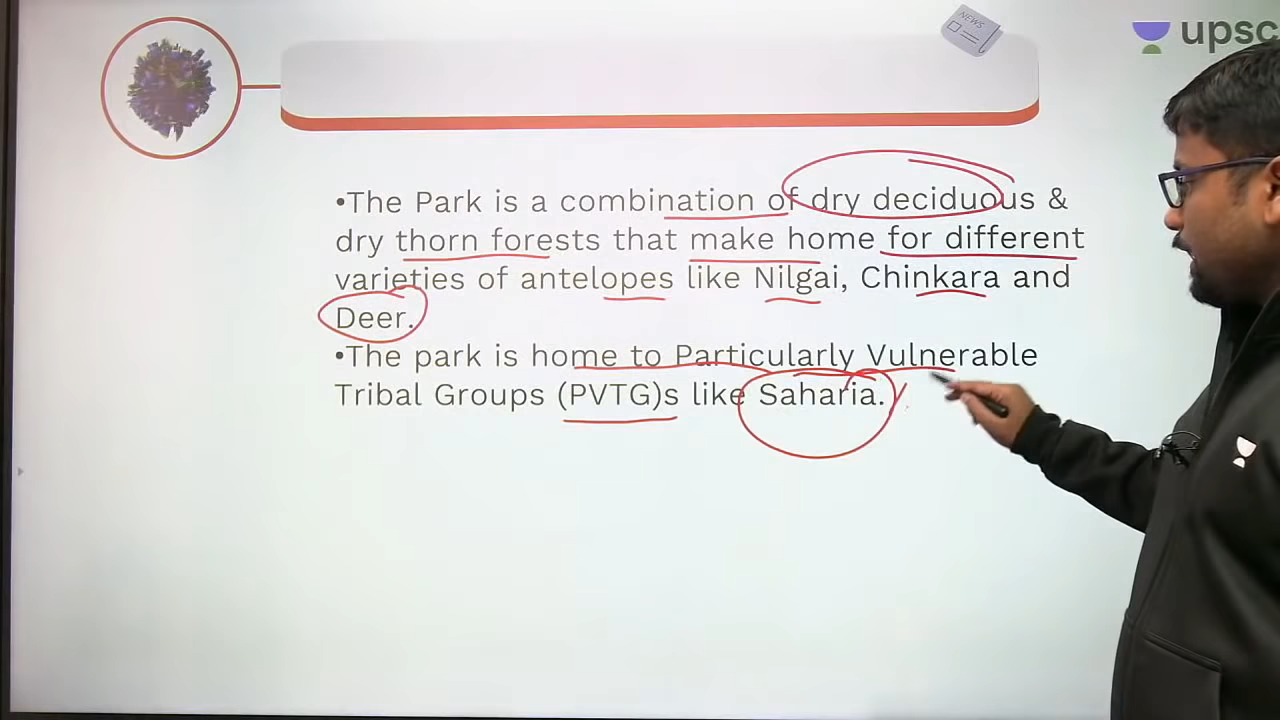 NEWS
upsc
•The Park is a combination of dry deciduous &
dry thorn forests that make home for different
varieties of antelopes like Nilgai, Chinkara and
Deer.
•The park is home to Particularly Vulnerable
Tribal Groups (PVTG)s like Saharia.